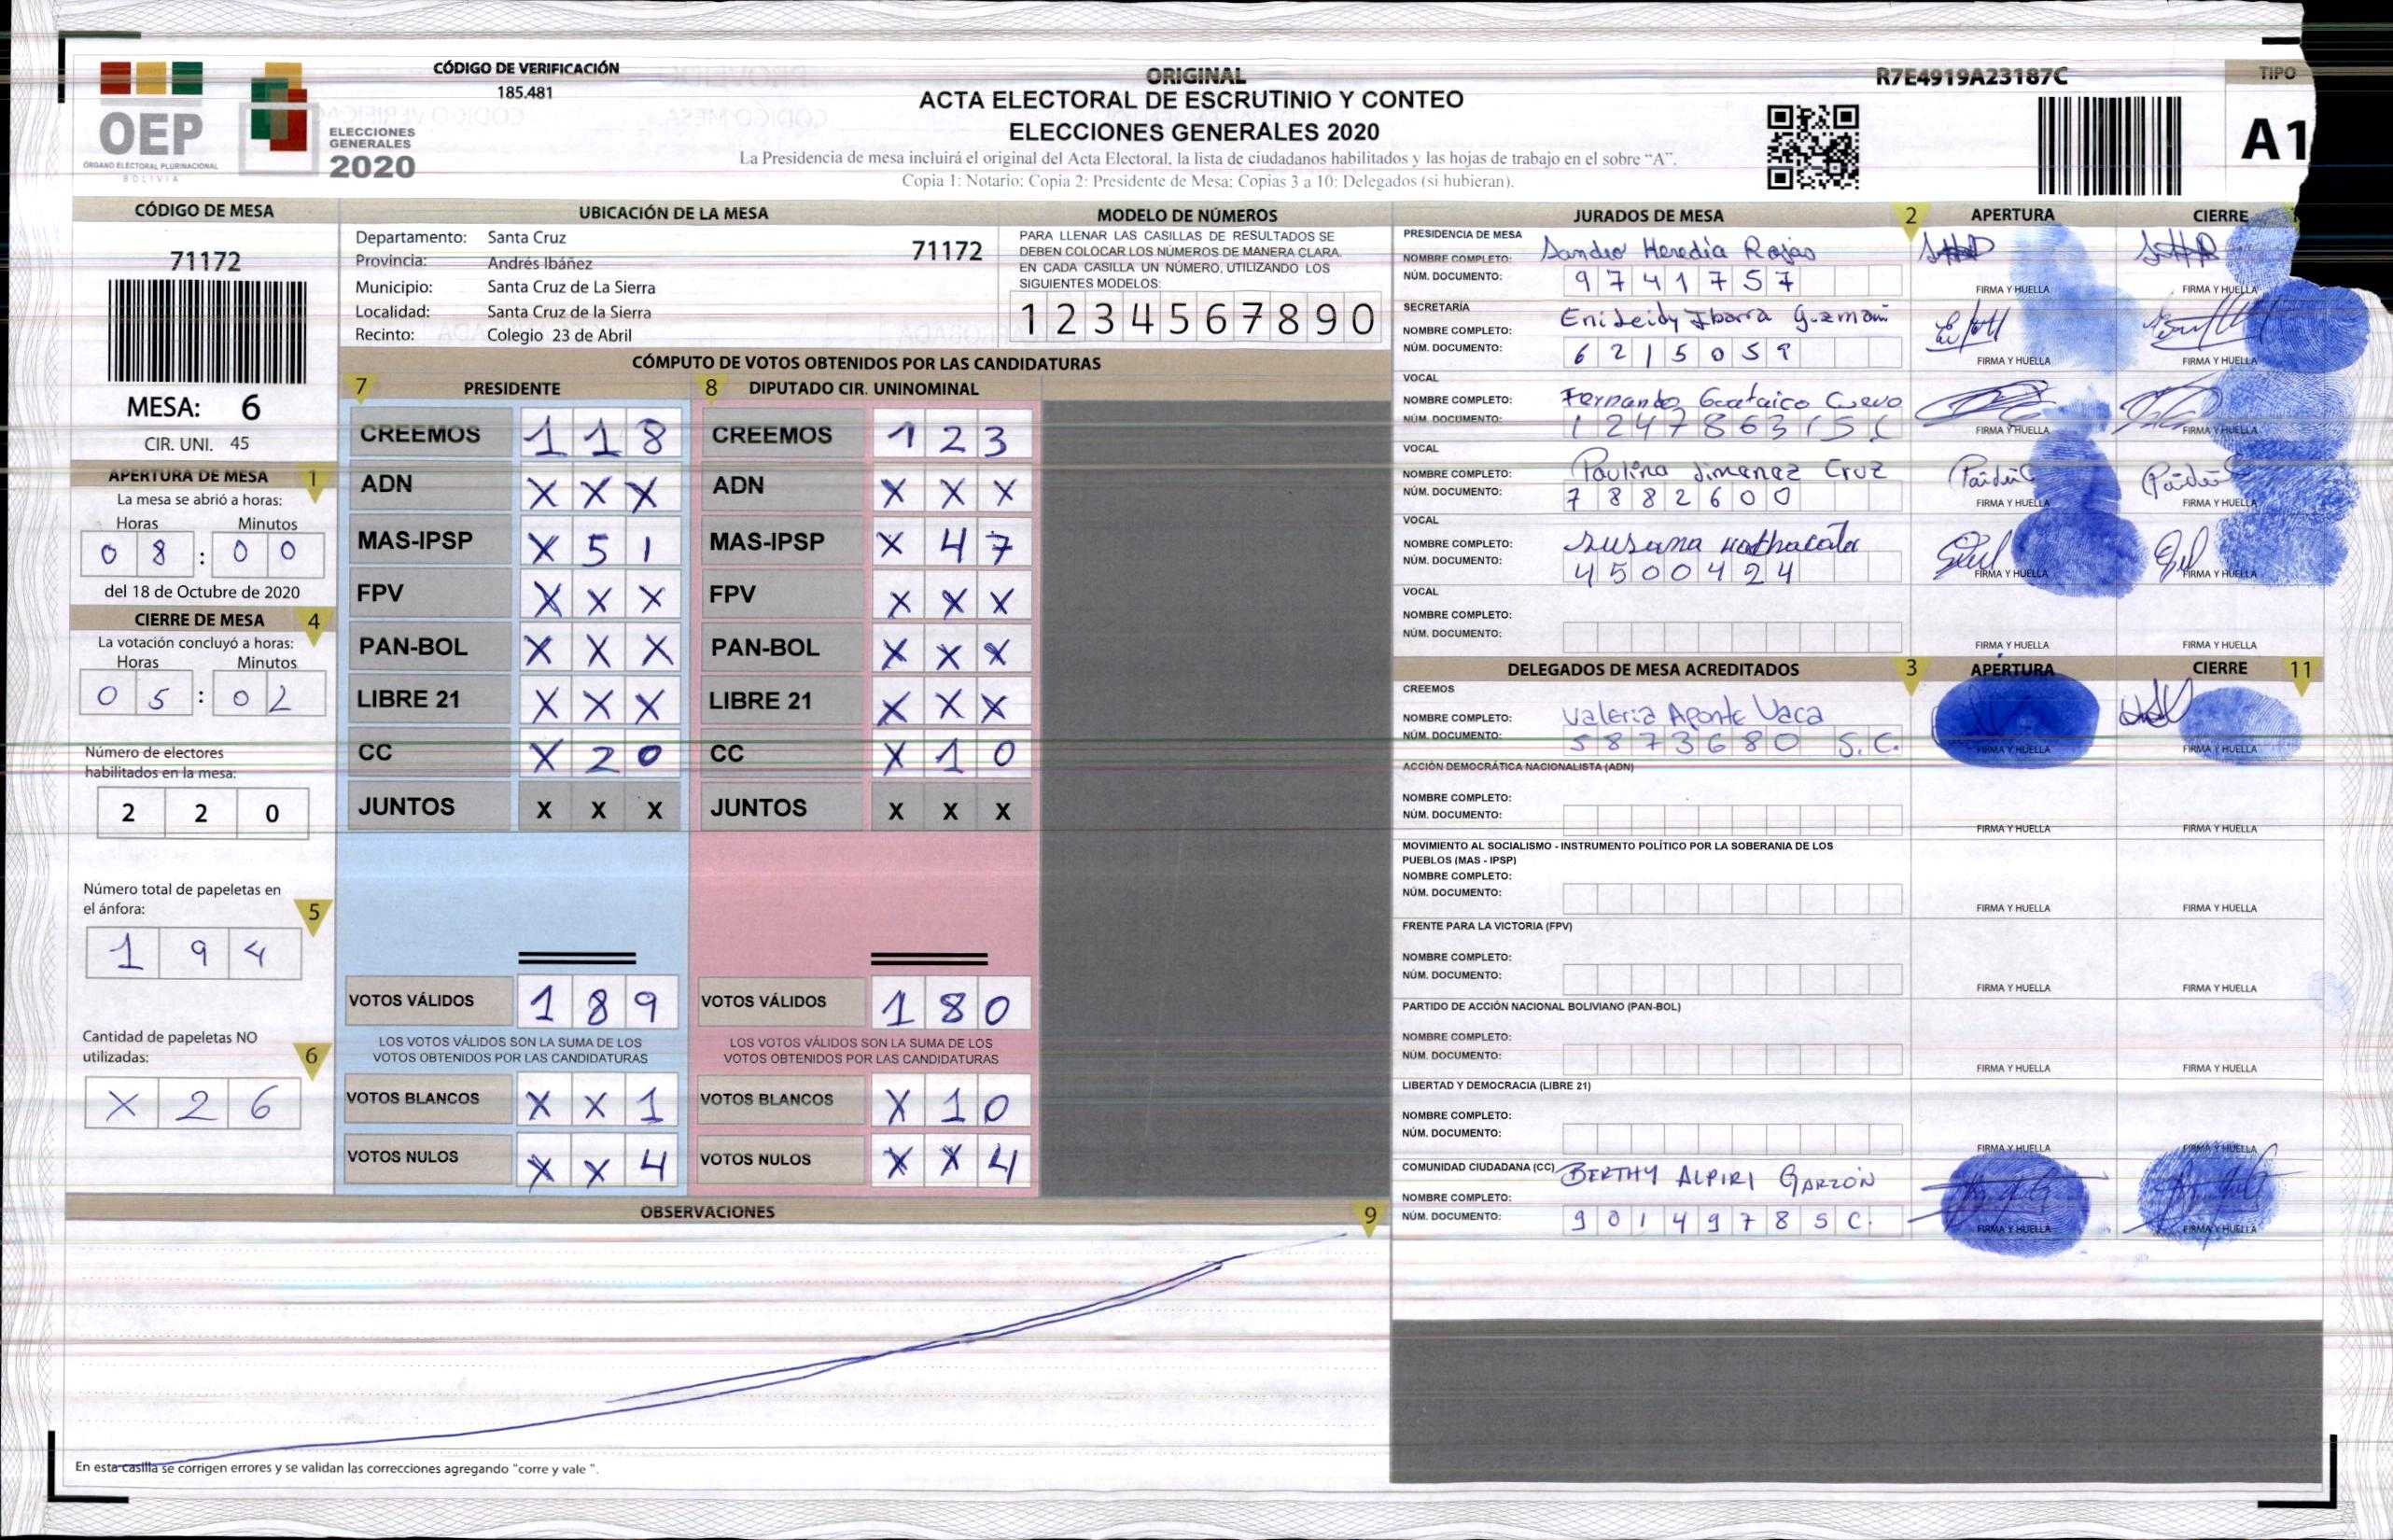 OEP
ÓRGANO ELECTORAL PLURINACIONAL
BOLIVIA
ELECCIONES
GENERALES
2020
CÓDIGO DE VERIFICACIÓN
185.481
ORIGINAL
ACTA ELECTORAL DE ESCRUTINIO Y CONTEO
ELECCIONES GENERALES 2020
La Presidencia de mesa incluirá el original del Acta Electoral, la lista de ciudadanos habilitados y las hojas de trabajo en el sobre “A”.
Copia 1: Notario: Copia 2: Presidente de Mesa: Copias 3 a 10: Delegados (si hubieran).
R7E4919A23187C
TIPO
A1
CÓDIGO DE MESA
71172
MESA: 6
CIR. UNI. 45
APERTURA DE MESA 1
La mesa se abrió a horas:
Horas Minutos
0 8 : 0 0
del 18 de Octubre de 2020
CIERRE DE MESA 4
La votación concluyó a horas:
Horas Minutos
0 5 : 0 2
Número de electores
habilitados en la mesa:
2 2 0
Número total de papeletas en
el ánfora:
5
1 9 4
Cantidad de papeletas NO
utilizadas:
6
X 2 6
UBICACIÓN DE LA MESA
Departamento: Santa Cruz
71172
Provincia: Andrés Ibáñez
Municipio: Santa Cruz de La Sierra
Localidad: Santa Cruz de la Sierra
Recinto: Colegio 23 de Abril
MODELO DE NÚMEROS
PARA LLENAR LAS CASILLAS DE RESULTADOS SE
DEBEN COLOCAR LOS NÚMEROS DE MANERA CLARA.
EN CADA CASILLA UN NÚMERO, UTILIZANDO LOS
SIGUIENTES MODELOS:
1 2 3 4 5 6 7 8 9 0
CÓMPUTO DE VOTOS OBTENIDOS POR LAS CANDIDATURAS
7 PRESIDENTE
CREEMOS 1 1 8
ADN X X X
MAS-IPSP X 5 1
FPV X X X
PAN-BOL X X X
LIBRE 21 X X X
CC X 2 0
JUNTOS X X X
VOTOS VÁLIDOS 1 8 9
LOS VOTOS VÁLIDOS SON LA SUMA DE LOS
VOTOS OBTENIDOS POR LAS CANDIDATURAS
VOTOS BLANCOS X X 1
VOTOS NULOS X X 4
8 DIPUTADO CIR. UNINOMINAL
CREEMOS 1 2 3
ADN X X X
MAS-IPSP X 4 7
FPV X X X
PAN-BOL X X X
LIBRE 21 X X X
CC X 1 0
JUNTOS X X X
VOTOS VÁLIDOS 1 8 0
LOS VOTOS VÁLIDOS SON LA SUMA DE LOS
VOTOS OBTENIDOS POR LAS CANDIDATURAS
VOTOS BLANCOS X 1 0
VOTOS NULOS X X 4
OBSERVACIONES 9
En esta casilla se corrigen errores y se validan las correcciones agregando "corre y vale ".
JURADOS DE MESA 2 APERTURA CIERRE
PRESIDENCIA DE MESA
NOMBRE COMPLETO: Sandro Heredia Rojas
NÚM. DOCUMENTO: 9 7 4 1 7 5 7
FIRMA Y HUELLA FIRMA Y HUELLA
SECRETARÍA
NOMBRE COMPLETO: Enileidy Ibarra
NÚM. DOCUMENTO: 6 2 1 5 0 5 9
FIRMA Y HUELLA FIRMA Y HUELLA
VOCAL
NOMBRE COMPLETO: Fernando
NÚM. DOCUMENTO:
FIRMA Y HUELLA FIRMA Y HUELLA
VOCAL
NOMBRE COMPLETO: Paulina Jimenez Cruz
NÚM. DOCUMENTO: 7 8 8 2 6 0 0
FIRMA Y HUELLA FIRMA Y HUELLA
VOCAL
NOMBRE COMPLETO: Susana
NÚM. DOCUMENTO: 4 5 0 0 4 2 4
FIRMA Y HUELLA FIRMA Y HUELLA
VOCAL
NOMBRE COMPLETO:
NÚM. DOCUMENTO:
FIRMA Y HUELLA FIRMA Y HUELLA
DELEGADOS DE MESA ACREDITADOS 3 APERTURA CIERRE 11
CREEMOS
NOMBRE COMPLETO: Valeria Aponte Vaca
NÚM. DOCUMENTO: 5 8 7 3 6 8 0 S. C.
FIRMA Y HUELLA FIRMA Y HUELLA
ACCIÓN DEMOCRÁTICA NACIONALISTA (ADN)
NOMBRE COMPLETO:
NÚM. DOCUMENTO:
FIRMA Y HUELLA FIRMA Y HUELLA
MOVIMIENTO AL SOCIALISMO - INSTRUMENTO POLÍTICO POR LA SOBERANIA DE LOS
PUEBLOS (MAS - IPSP)
NOMBRE COMPLETO:
NÚM. DOCUMENTO:
FIRMA Y HUELLA FIRMA Y HUELLA
FRENTE PARA LA VICTORIA (FPV)
NOMBRE COMPLETO:
NÚM. DOCUMENTO:
FIRMA Y HUELLA FIRMA Y HUELLA
PARTIDO DE ACCIÓN NACIONAL BOLIVIANO (PAN-BOL)
NOMBRE COMPLETO:
NÚM. DOCUMENTO:
FIRMA Y HUELLA FIRMA Y HUELLA
LIBERTAD Y DEMOCRACIA (LIBRE 21)
NOMBRE COMPLETO:
NÚM. DOCUMENTO:
FIRMA Y HUELLA FIRMA Y HUELLA
COMUNIDAD CIUDADANA (CC)
NOMBRE COMPLETO: BERTHY ALPIRI GARZÓN
NÚM. DOCUMENTO: 9 0 1 4 9 7 8 S C.
FIRMA Y HUELLA FIRMA Y HUELLA